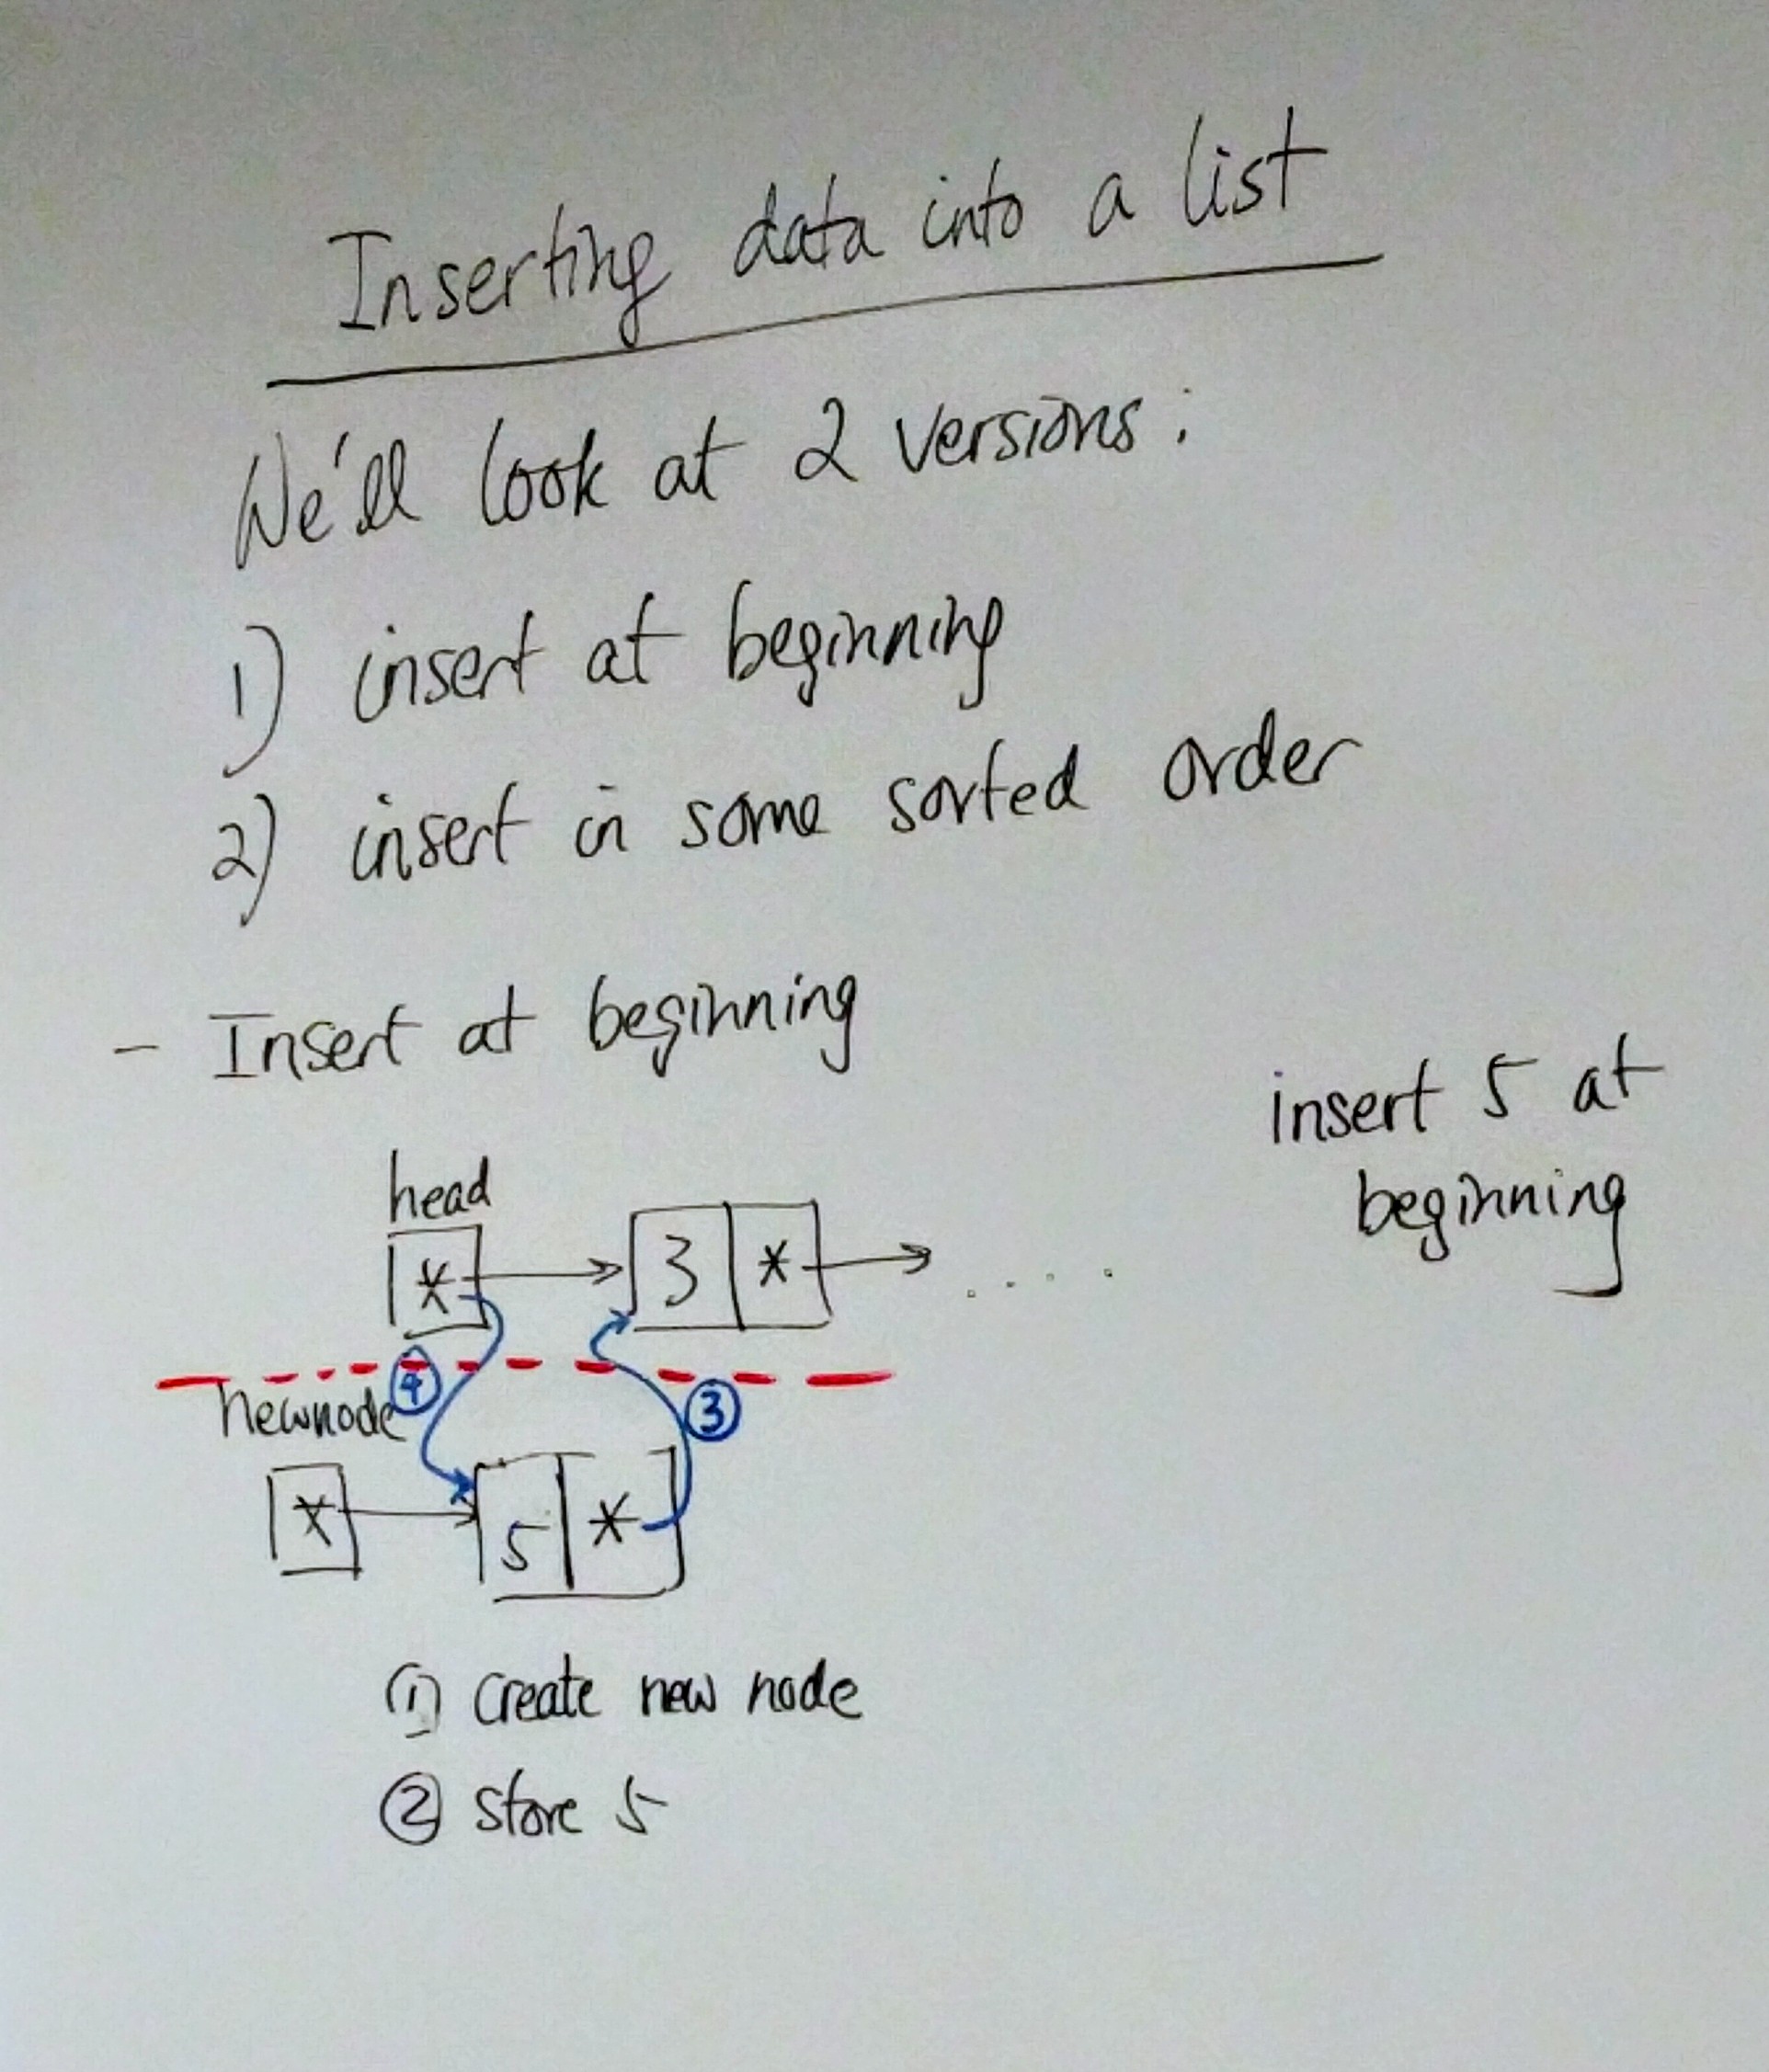 Inserting data into a list
We'll look at 2 versions:
1) insert at beginning
2) insert in some sorted order
- Insert at beginning
insert 5 at
beginning
head
* 3 * ....
newnode ④ ③
* 5 *
① create new node
② store 5